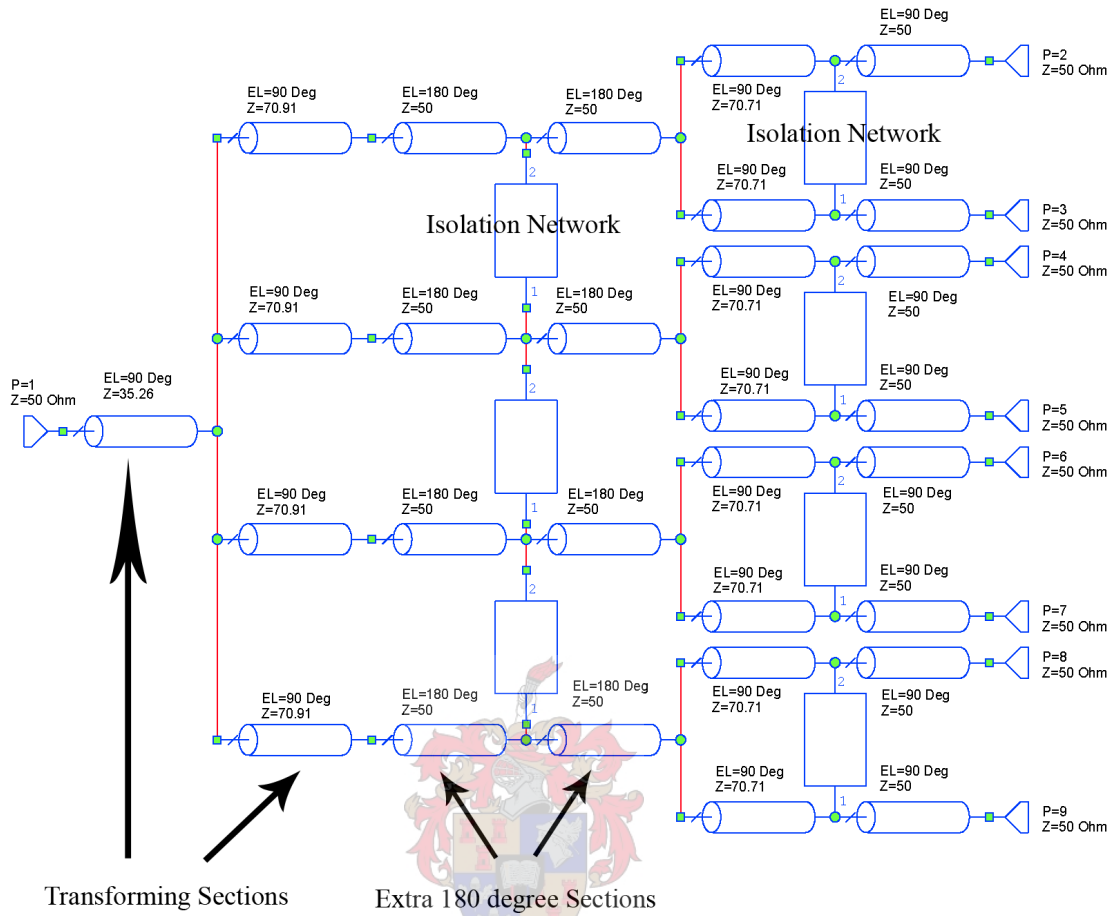 EL=90 Deg
Z=50
P=2
Z=50 Ohm
EL=90 Deg
Z=70.71
2
EL=90 Deg
Z=70.91
EL=180 Deg
Z=50
EL=180 Deg
Z=50
Isolation Network
2
EL=90 Deg
Z=70.71
1
EL=90 Deg
Z=50
P=3
Z=50 Ohm
Isolation Network
1
P=4
Z=50 Ohm
EL=90 Deg
Z=70.71
2
EL=90 Deg
Z=50
EL=90 Deg
Z=70.91
EL=180 Deg
Z=50
EL=180 Deg
Z=50
2
EL=90 Deg
Z=70.71
1
EL=90 Deg
Z=50
P=5
Z=50 Ohm
P=1
Z=50 Ohm
EL=90 Deg
Z=35.26
P=6
Z=50 Ohm
EL=90 Deg
Z=70.71
2
EL=90 Deg
Z=50
EL=90 Deg
Z=70.91
EL=180 Deg
Z=50
1
EL=180 Deg
Z=50
2
EL=90 Deg
Z=70.71
1
EL=90 Deg
Z=50
P=7
Z=50 Ohm
P=8
Z=50 Ohm
EL=90 Deg
Z=70.71
2
EL=90 Deg
Z=50
EL=90 Deg
Z=70.91
EL=180 Deg
Z=50
1
EL=180 Deg
Z=50
EL=90 Deg
Z=70.71
1
EL=90 Deg
Z=50
P=9
Z=50 Ohm
Transforming Sections
Extra 180 degree Sections